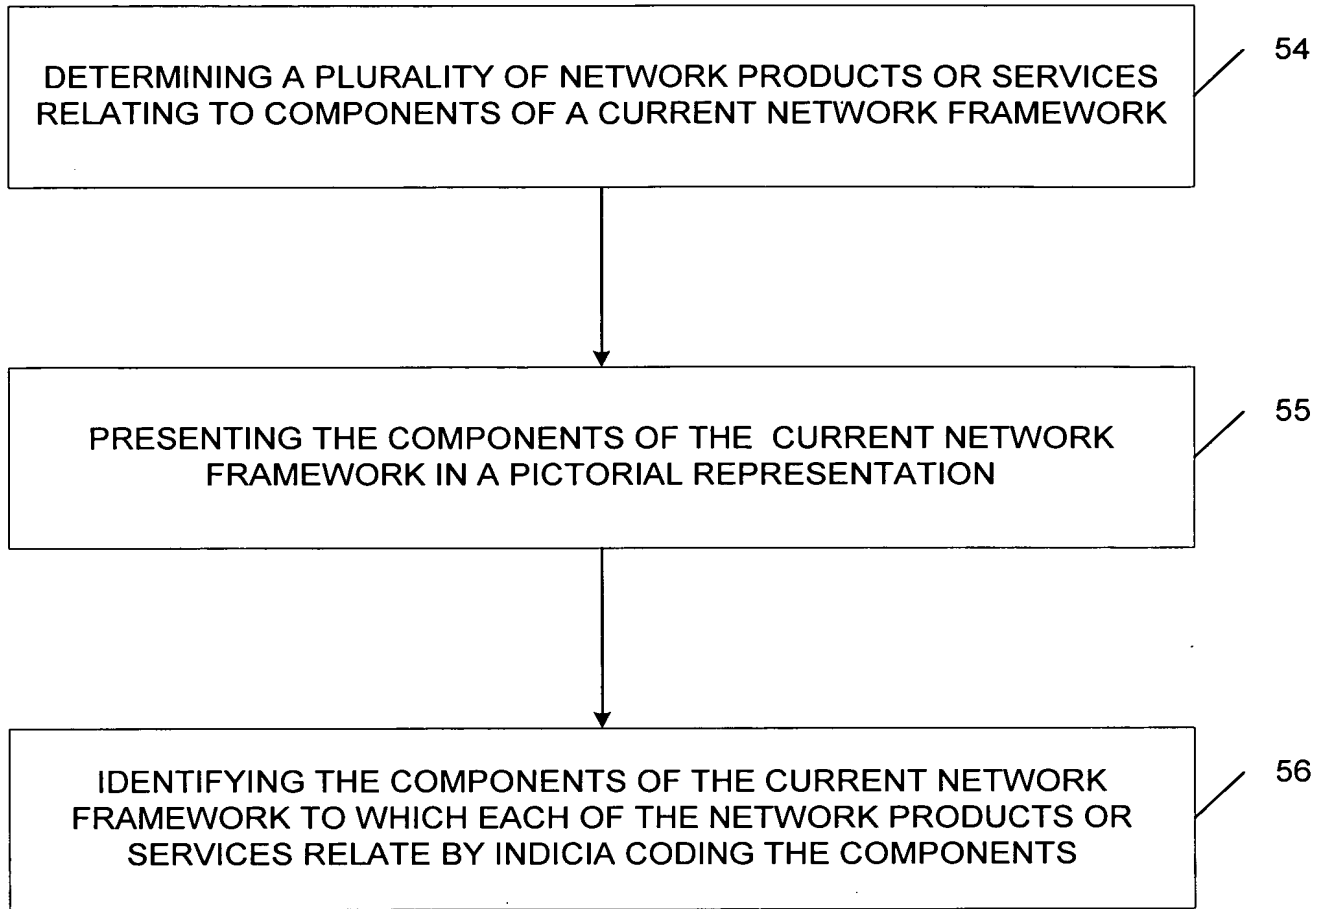 DETERMINING A PLURALITY OF NETWORK PRODUCTS OR SERVICES
RELATING TO COMPONENTS OF A CURRENT NETWORK FRAMEWORK
54
PRESENTING THE COMPONENTS OF THE CURRENT NETWORK
FRAMEWORK IN A PICTORIAL REPRESENTATION
55
IDENTIFYING THE COMPONENTS OF THE CURRENT NETWORK
FRAMEWORK TO WHICH EACH OF THE NETWORK PRODUCTS OR
SERVICES RELATE BY INDICIA CODING THE COMPONENTS
56